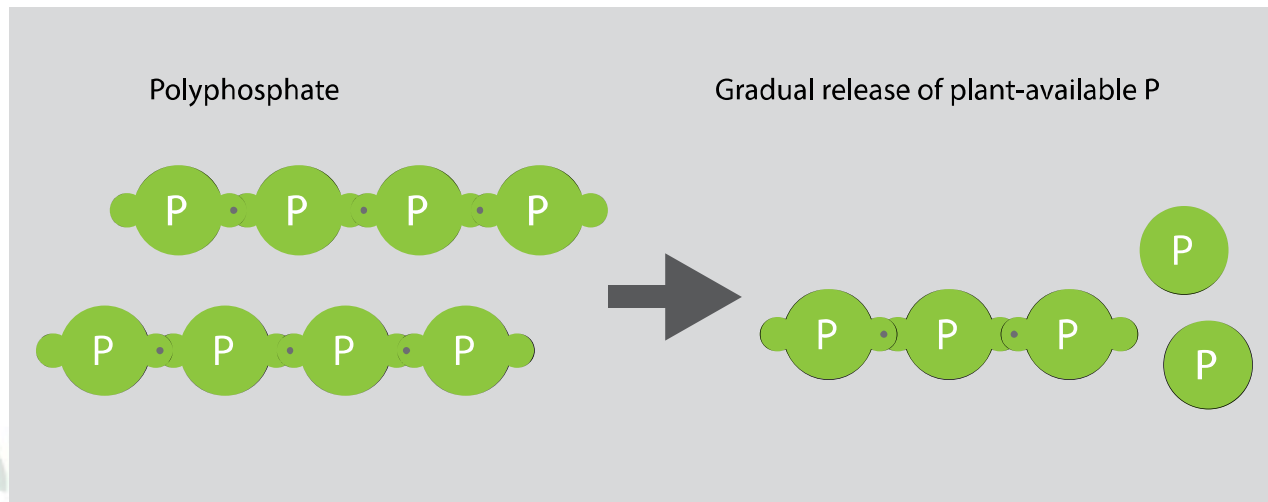 Polyphosphate
Gradual release of plant-available P
P P P P
P P P P
P P P
P
P